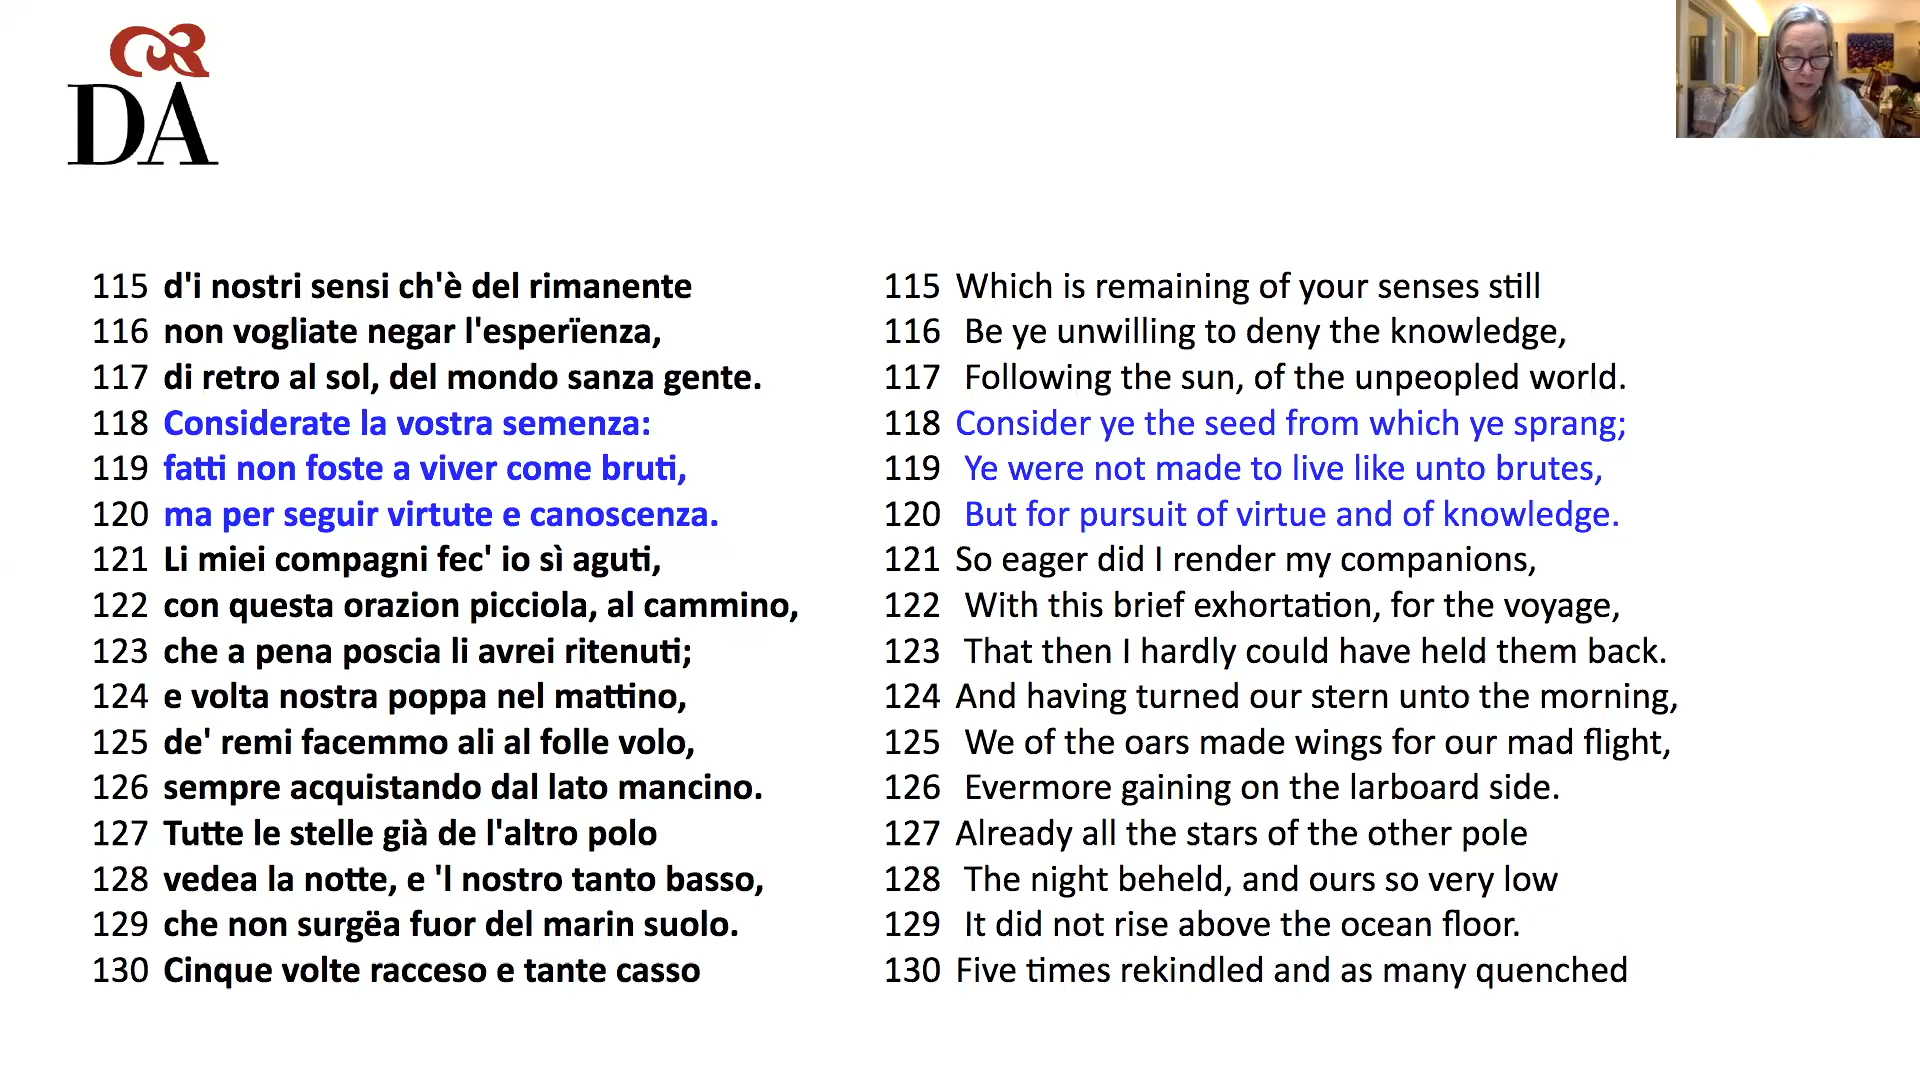 DA
115 d'i nostri sensi ch'è del rimanente
116 non vogliate negar l'esperïenza,
117 di retro al sol, del mondo sanza gente.
118 Considerate la vostra semenza:
119 fatti non foste a viver come bruti,
120 ma per seguir virtute e canoscenza.
121 Li miei compagni fec' io sì aguti,
122 con questa orazion picciola, al cammino,
123 che a pena poscia li avrei ritenuti;
124 e volta nostra poppa nel mattino,
125 de' remi facemmo ali al folle volo,
126 sempre acquistando dal lato mancino.
127 Tutte le stelle già de l'altro polo
128 vedea la notte, e 'l nostro tanto basso,
129 che non surgëa fuor del marin suolo.
130 Cinque volte racceso e tante casso
115 Which is remaining of your senses still
116 Be ye unwilling to deny the knowledge,
117 Following the sun, of the unpeopled world.
118 Consider ye the seed from which ye sprang;
119 Ye were not made to live like unto brutes,
120 But for pursuit of virtue and of knowledge.
121 So eager did I render my companions,
122 With this brief exhortation, for the voyage,
123 That then I hardly could have held them back.
124 And having turned our stern unto the morning,
125 We of the oars made wings for our mad flight,
126 Evermore gaining on the larboard side.
127 Already all the stars of the other pole
128 The night beheld, and ours so very low
129 It did not rise above the ocean floor.
130 Five times rekindled and as many quenched